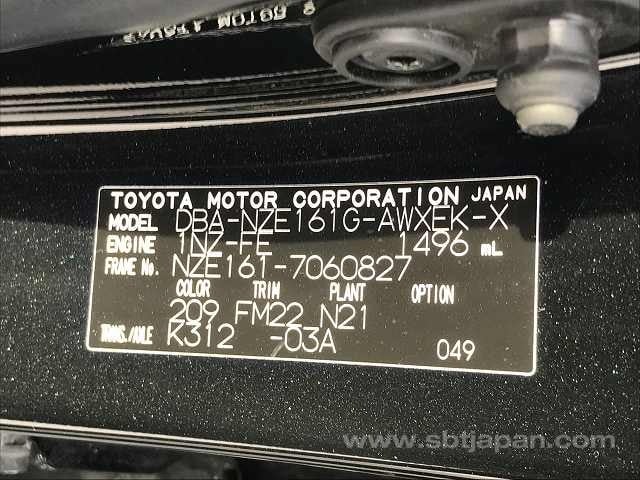 TOYOTA MOTOR CORPORATION JAPAN
MODEL DBA-NZE161G-AWXEK-X
ENGINE 1NZ-FE 1496 mL
FRAME No. NZE161-7060827
COLOR TRIM PLANT OPTION
209 FM22 N21
TRANS./AXLE K312 -03A 049
www.sbtjapan.com